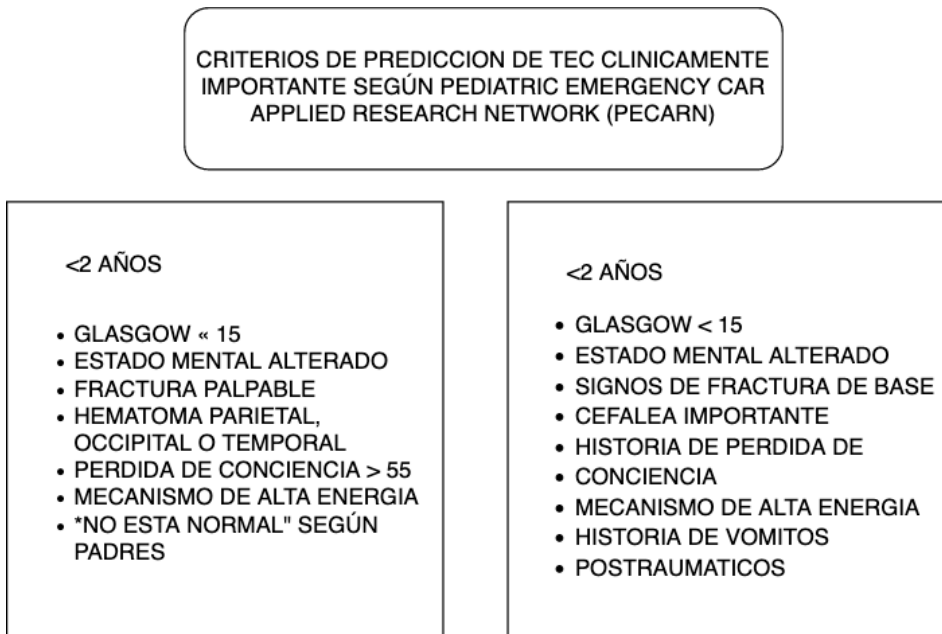 CRITERIOS DE PREDICCION DE TEC CLINICAMENTE
IMPORTANTE SEGÚN PEDIATRIC EMERGENCY CAR
APPLIED RESEARCH NETWORK (PECARN)
<2 AÑOS
• GLASGOW « 15
• ESTADO MENTAL ALTERADO
• FRACTURA PALPABLE
• HEMATOMA PARIETAL,
OCCIPITAL O TEMPORAL
• PERDIDA DE CONCIENCIA > 55
• MECANISMO DE ALTA ENERGIA
• *NO ESTA NORMAL" SEGÚN
PADRES
<2 AÑOS
• GLASGOW < 15
• ESTADO MENTAL ALTERADO
• SIGNOS DE FRACTURA DE BASE
• CEFALEA IMPORTANTE
• HISTORIA DE PERDIDA DE
• CONCIENCIA
• MECANISMO DE ALTA ENERGIA
• HISTORIA DE VOMITOS
• POSTRAUMATICOS